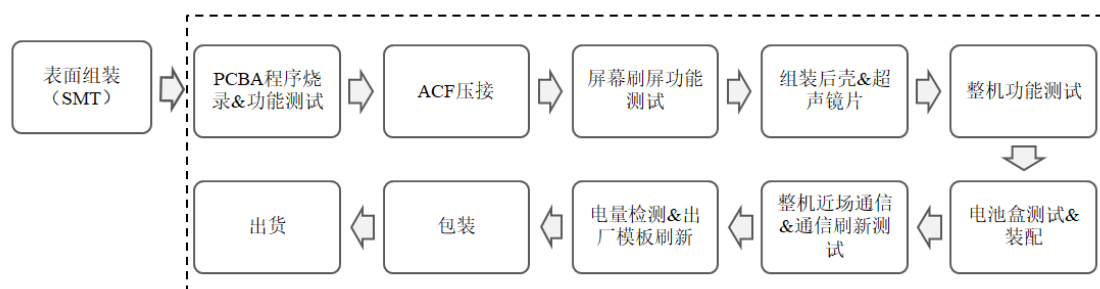 表面组装
（SMT）
PCBA程序烧
录&功能测试
ACF压接
屏幕刷屏功能
测试
组装后壳&超
声镜片
整机功能测试
电池盒测试&
装配
整机近场通信
&通信刷新测
试
电量检测&出
厂模板刷新
包装
出货